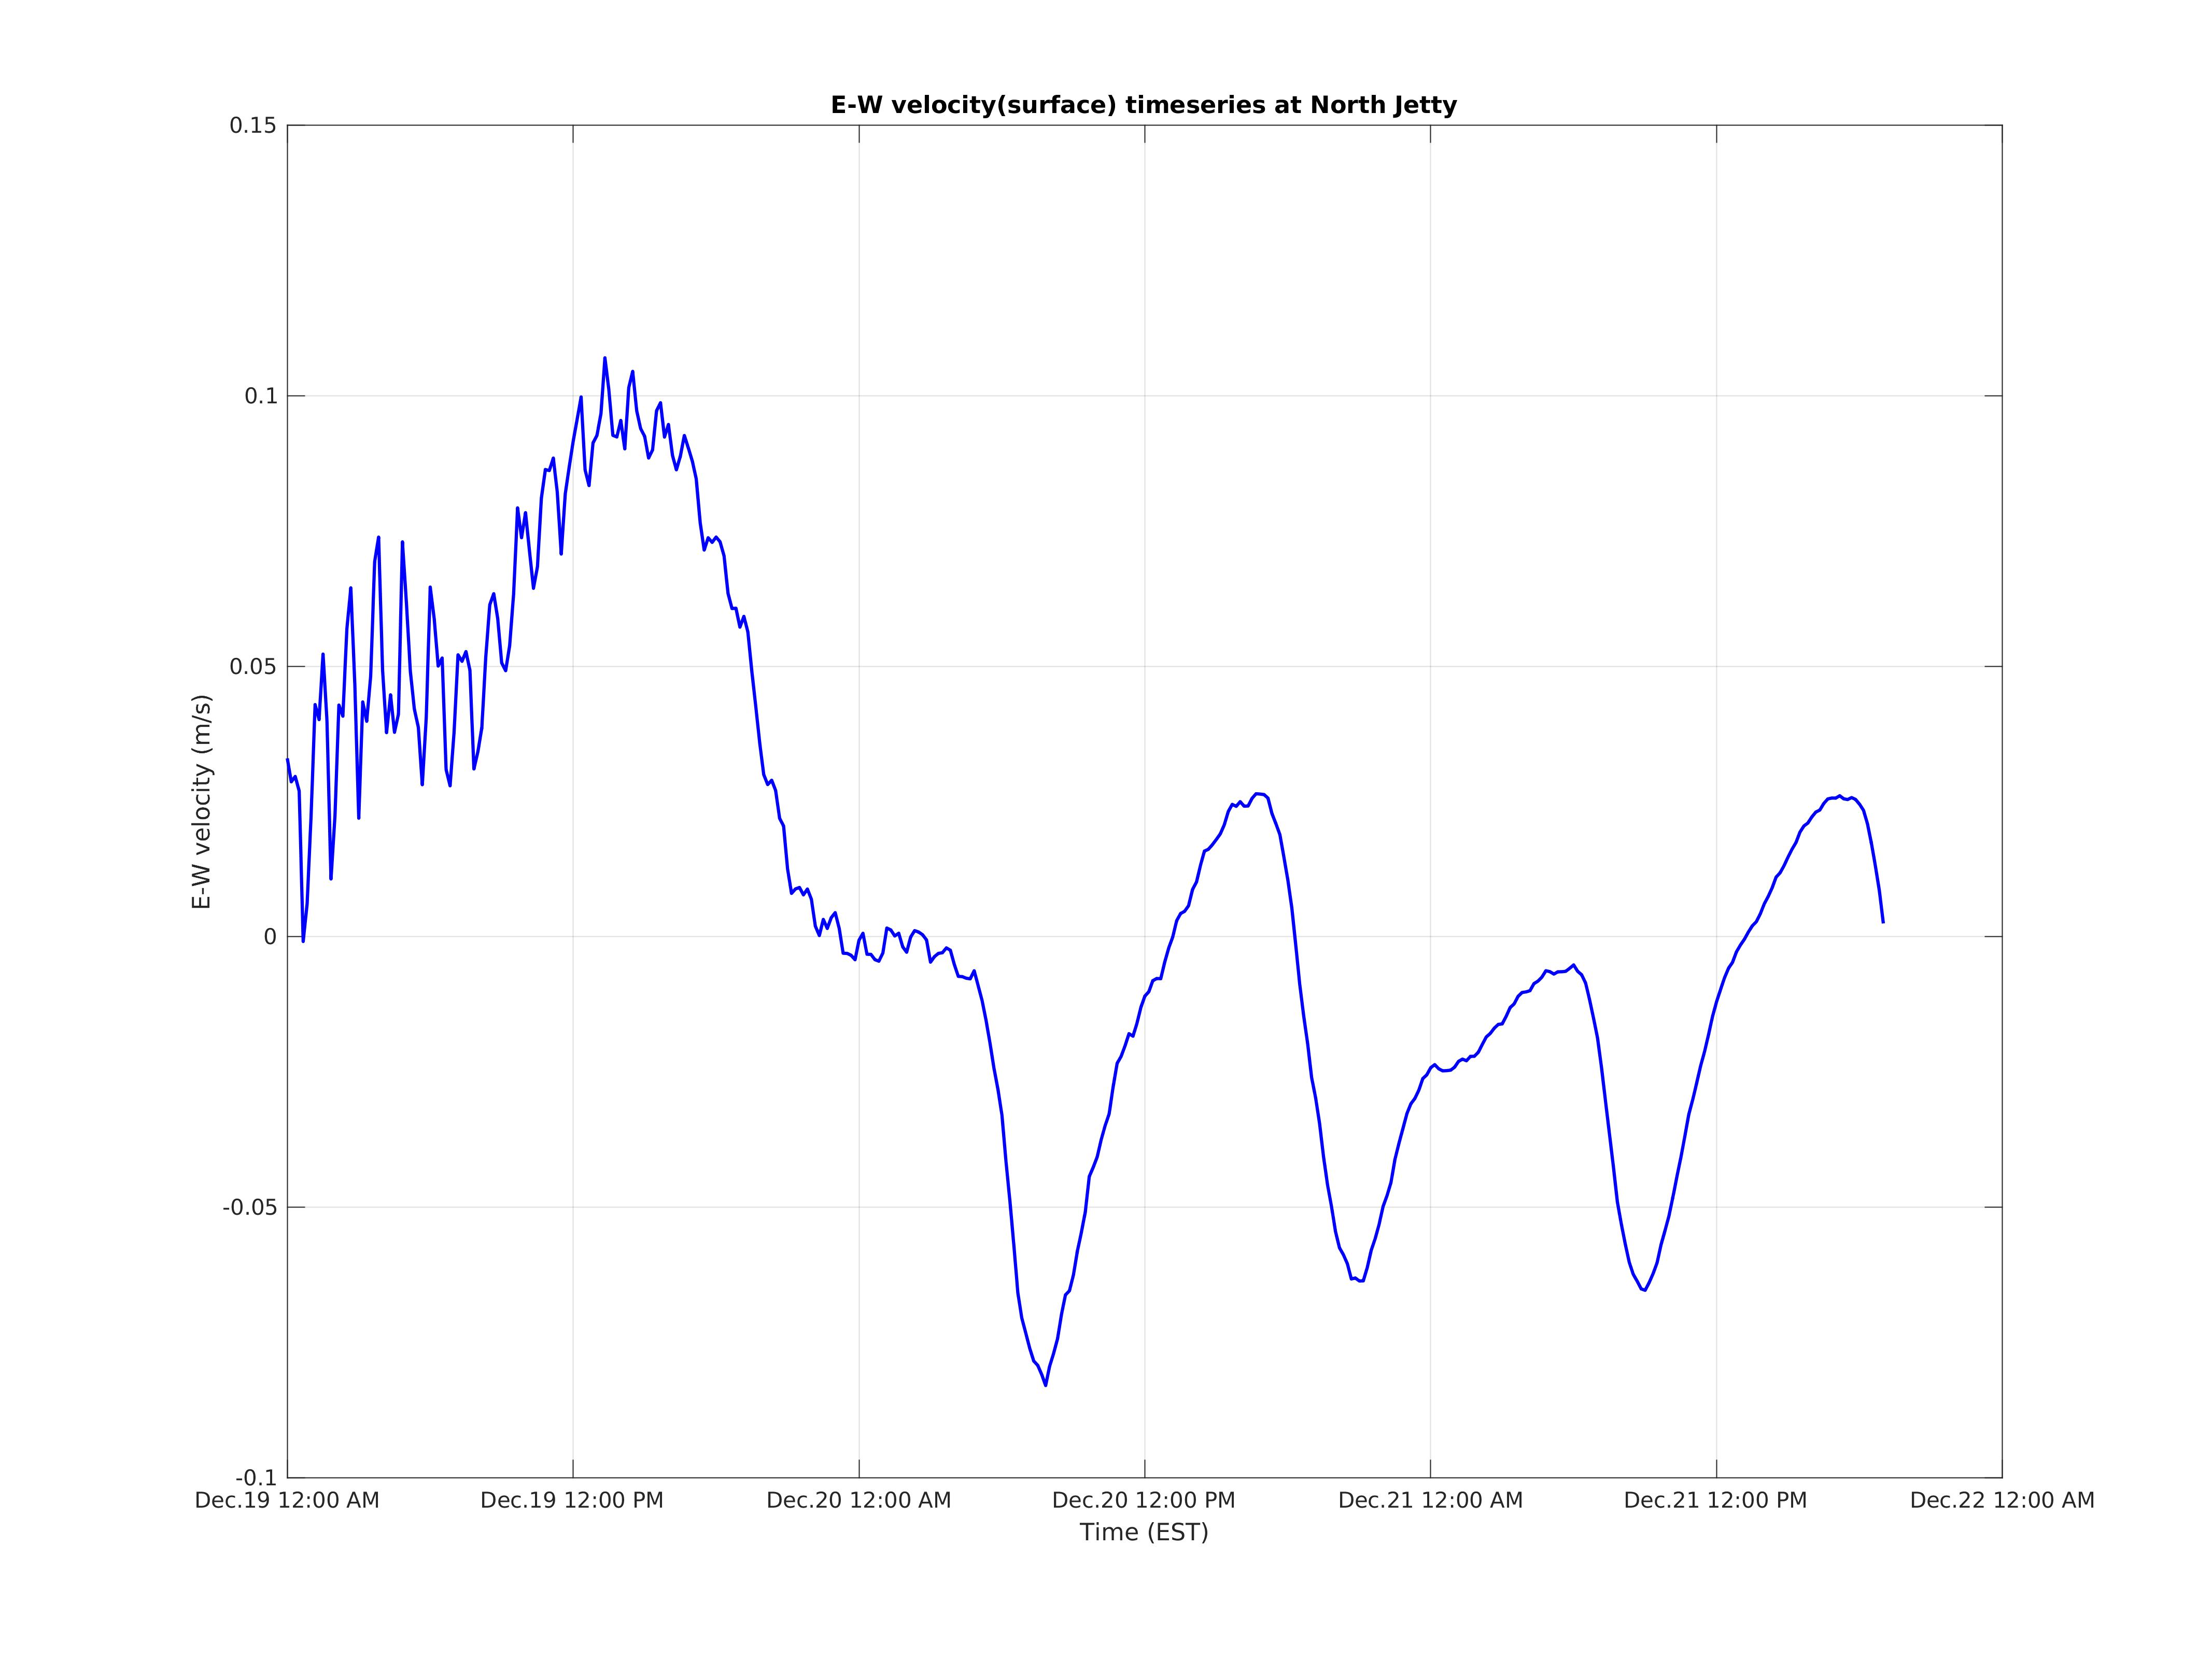 E-W velocity(surface) timeseries at North Jetty
0.15
0.1
0.05
0
-0.05
-0.1
E-W velocity (m/s)
Dec.19 12:00 AM Dec.19 12:00 PM Dec.20 12:00 AM Dec.20 12:00 PM Dec.21 12:00 AM Dec.21 12:00 PM Dec.22 12:00 AM
Time (EST)